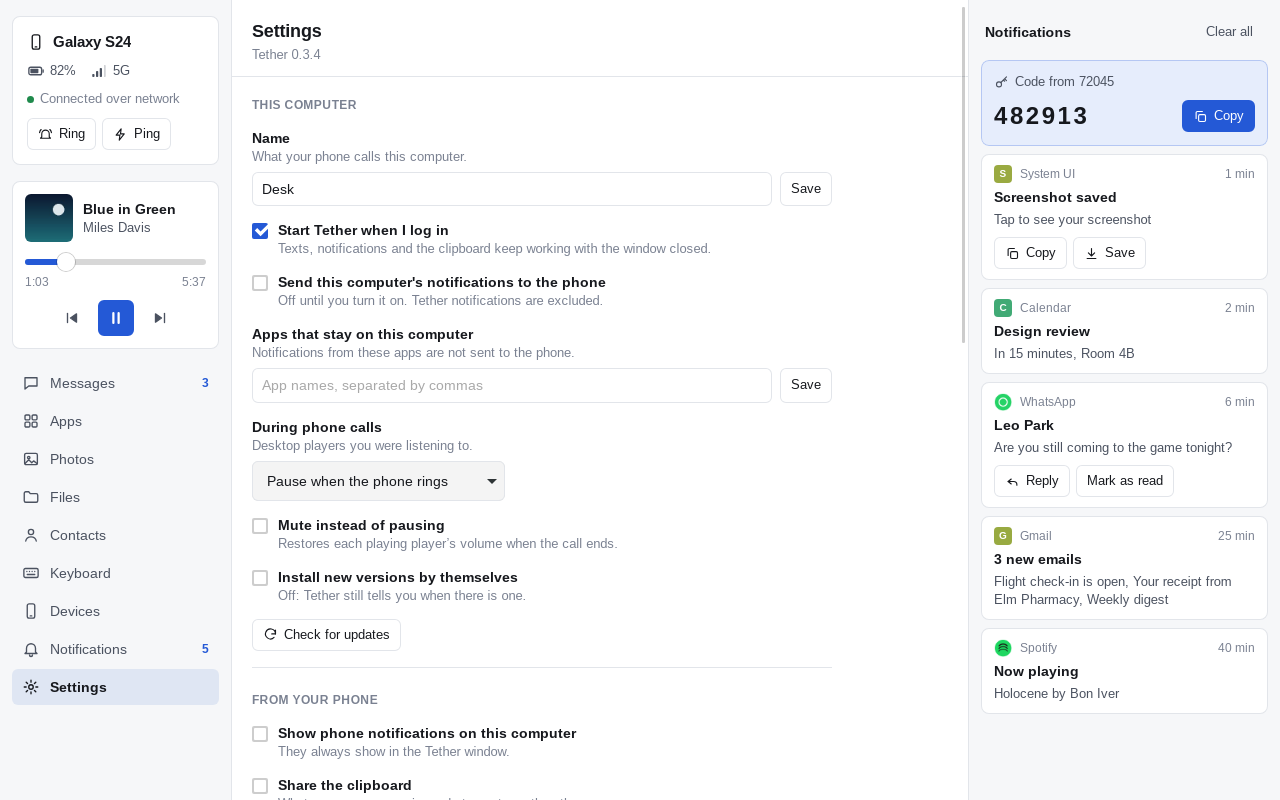 Galaxy S24
82% 5G
Connected over network
Ring Ping
Blue in Green
Miles Davis
1:03 5:37
Messages 3
Apps
Photos
Files
Contacts
Keyboard
Devices
Notifications 5
Settings
Settings
Tether 0.3.4
THIS COMPUTER
Name
What your phone calls this computer.
Desk Save
Start Tether when I log in
Texts, notifications and the clipboard keep working with the window closed.
Send this computer's notifications to the phone
Off until you turn it on. Tether notifications are excluded.
Apps that stay on this computer
Notifications from these apps are not sent to the phone.
App names, separated by commas Save
During phone calls
Desktop players you were listening to.
Pause when the phone rings
Mute instead of pausing
Restores each playing player’s volume when the call ends.
Install new versions by themselves
Off: Tether still tells you when there is one.
Check for updates
FROM YOUR PHONE
Show phone notifications on this computer
They always show in the Tether window.
Share the clipboard
Notifications Clear all
Code from 72045
482913 Copy
S System UI 1 min
Screenshot saved
Tap to see your screenshot
Copy Save
C Calendar 2 min
Design review
In 15 minutes, Room 4B
WhatsApp 6 min
Leo Park
Are you still coming to the game tonight?
Reply Mark as read
G Gmail 25 min
3 new emails
Flight check-in is open, Your receipt from
Elm Pharmacy, Weekly digest
Spotify 40 min
Now playing
Holocene by Bon Iver